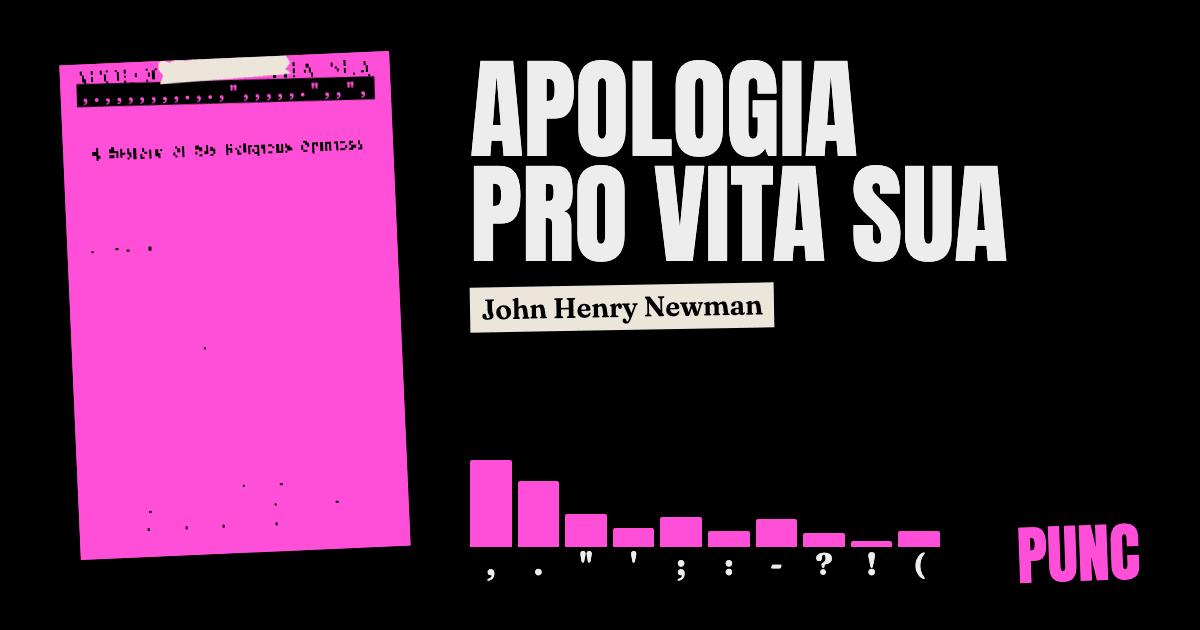 ,.,,,,,,,.,.,",,,,,.",,",
APOLOGIA
PRO VITA SUA
John Henry Newman
, . " ' ; : - ? ! (
PUNC